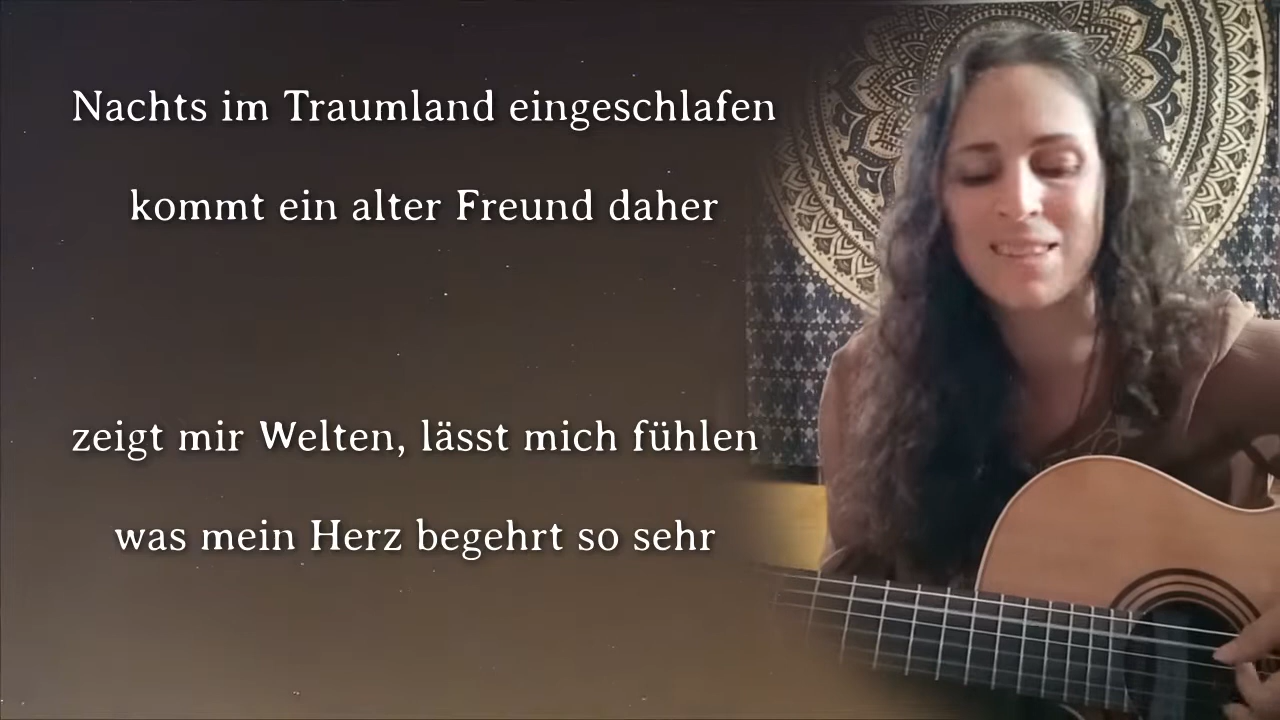 Nachts im Traumland eingeschlafen
kommt ein alter Freund daher
zeigt mir Welten, lässt mich fühlen
was mein Herz begehrt so sehr